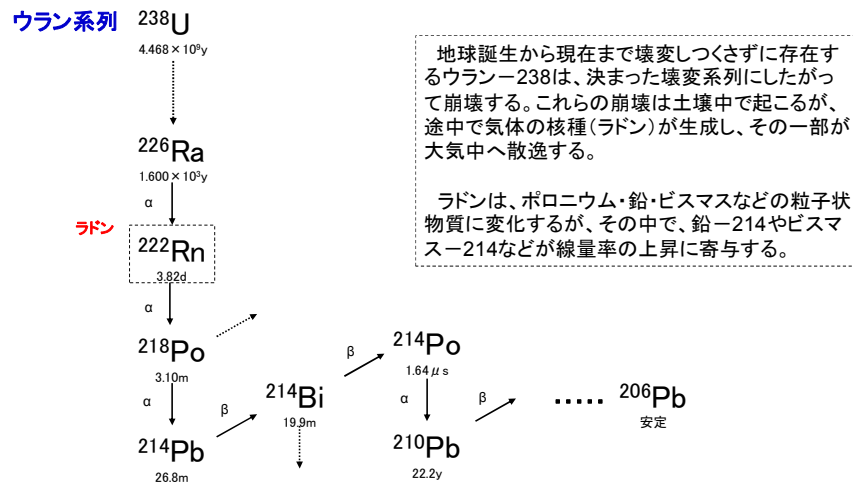 ウラン系列
²³⁸U
4.468×10⁹y
地球誕生から現在まで壊変しつくさずに存在す
るウラン－238は、決まった壊変系列にしたがっ
て崩壊する。これらの崩壊は土壌中で起こるが、
途中で気体の核種(ラドン)が生成し、その一部が
大気中へ散逸する。
ラドンは、ポロニウム・鉛・ビスマスなどの粒子状
物質に変化するが、その中で、鉛－214やビスマ
ス－214などが線量率の上昇に寄与する。
²²⁶Ra
1.600×10³y
α
ラドン
²²²Rn
3.82d
α
²¹⁸Po
3.10m
α
²¹⁴Pb
26.8m
β
²¹⁴Bi
19.9m
β
²¹⁴Po
1.64μs
α
²¹⁰Pb
22.2y
β
･････
²⁰⁶Pb
安定